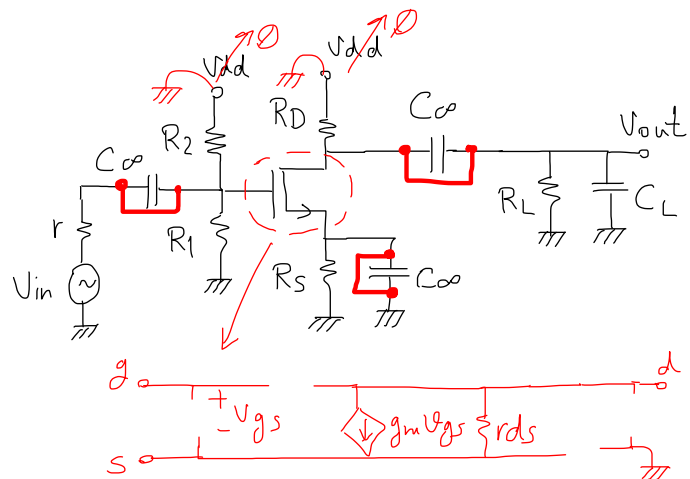 Vdd Ø Vdd Ø
R2 RD
C∞ C∞ Vout
r R1 RL CL
Vin RS C∞
g d
+
- vgs gmvgs rds
s